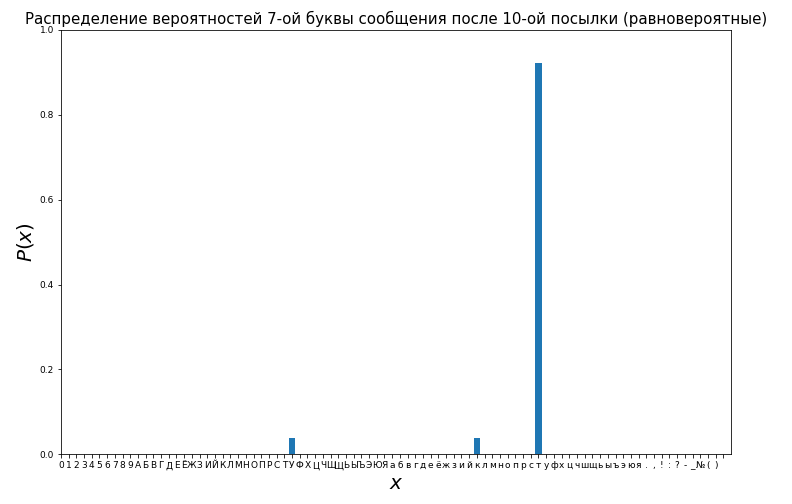 Распределение вероятностей 7-ой буквы сообщения после 10-ой посылки (равновероятные)
1.0
0.8
0.6
0.4
0.2
0.0
P(x)
0 1 2 3 4 5 6 7 8 9 А Б В Г Д Е Ё Ж З И Й К Л М Н О П Р С Т У Ф Х Ц Ч Ш Щ Ь Ы Ъ Э Ю Я а б в г д е ё ж з и й к л м н о п р с т у ф х ц ч ш щ ь ы ъ э ю я . , ! : ? - _ № ( )
x